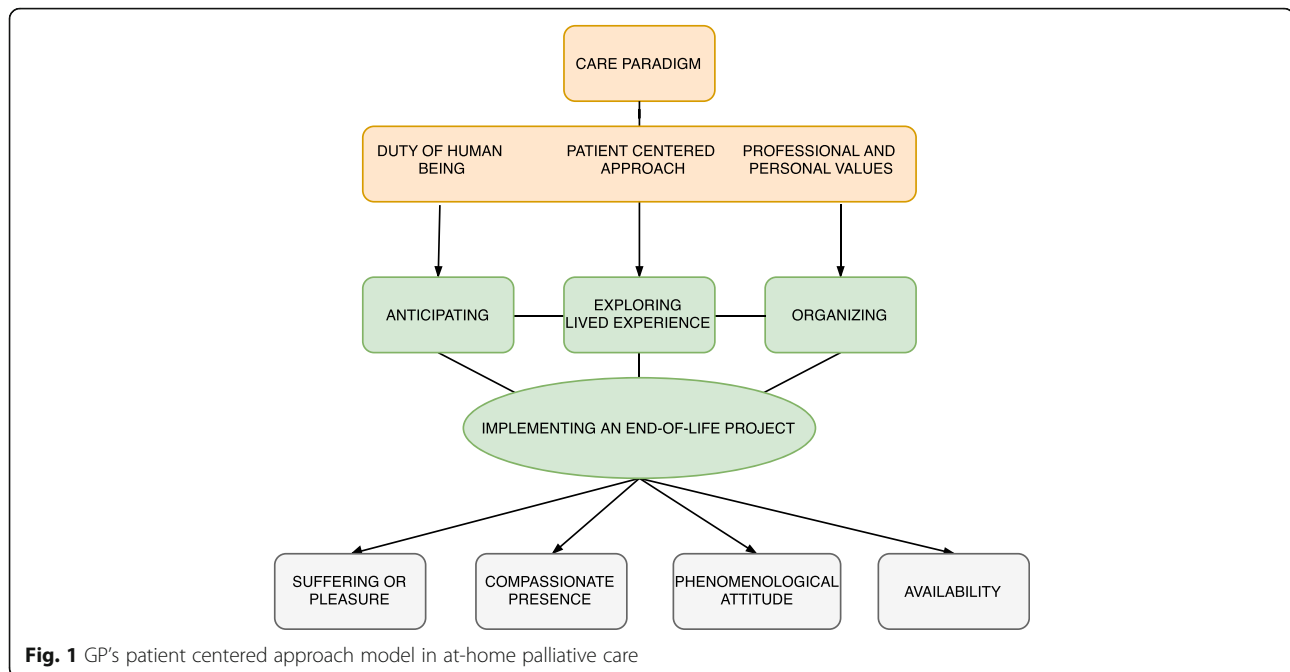 CARE PARADIGM
DUTY OF HUMAN
BEING
PATIENT CENTERED
APPROACH
PROFESSIONAL AND
PERSONAL VALUES
ANTICIPATING
EXPLORING
LIVED EXPERIENCE
ORGANIZING
IMPLEMENTING AN END-OF-LIFE PROJECT
SUFFERING OR
PLEASURE
COMPASSIONATE
PRESENCE
PHENOMENOLOGICAL
ATTITUDE
AVAILABILITY
Fig. 1 GP's patient centered approach model in at-home palliative care